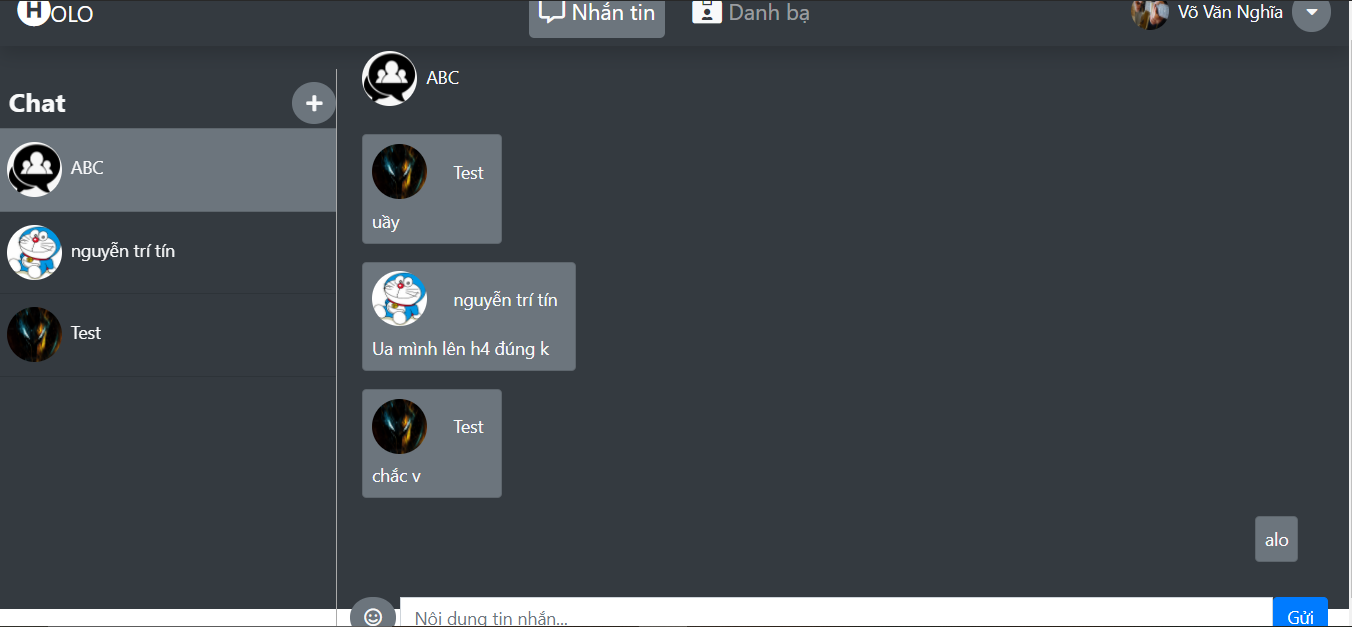 HOLO
Nhắn tin
Danh bạ
Võ Văn Nghĩa
Chat
ABC
nguyễn trí tín
Test
ABC
Test
uầy
nguyễn trí tín
Ua mình lên h4 đúng k
Test
chắc v
alo
Nội dung tin nhắn...
Gửi